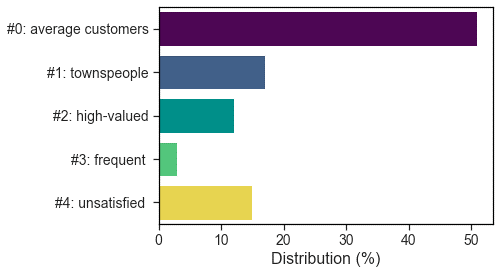 #0: average customers
#1: townspeople
#2: high-valued
#3: frequent
#4: unsatisfied
0 10 20 30 40 50
Distribution (%)